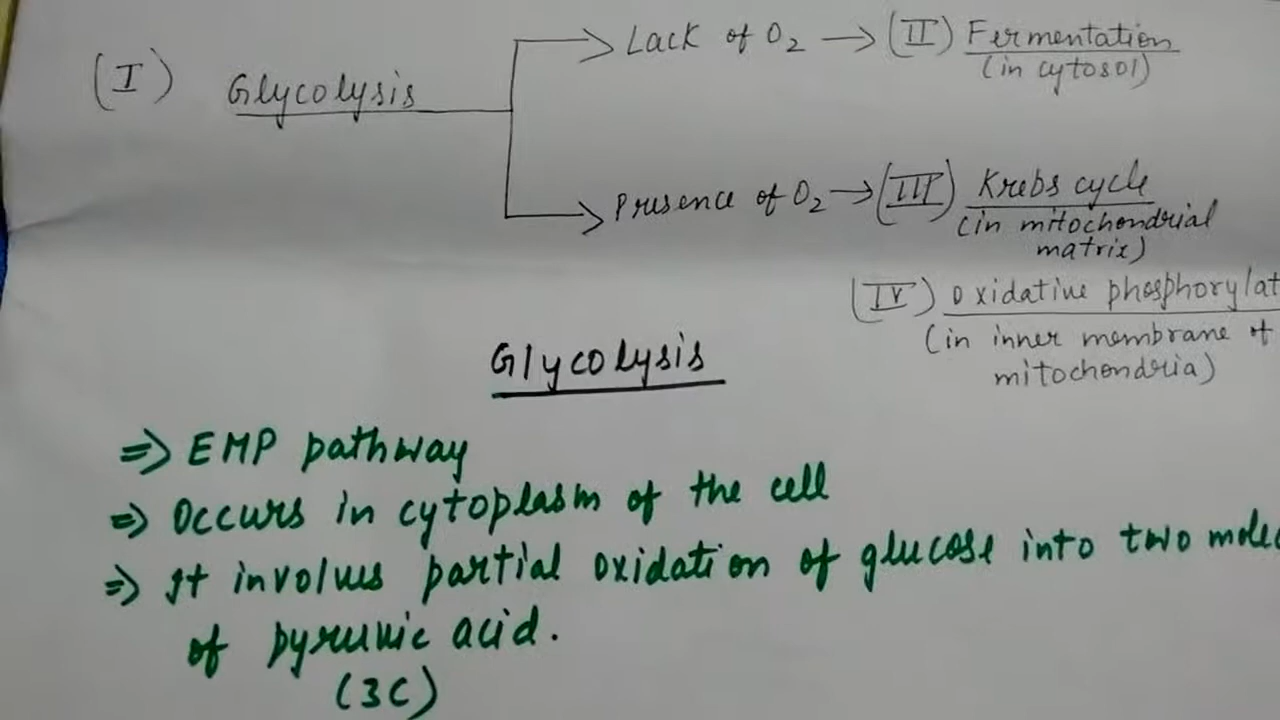 (I) Glycolysis
Lack of O2 → (II) Fermentation
(in cytosol)
Presence of O2 → (III) Krebs cycle
(in mitochondrial
matrix)
(IV) Oxidative phosphorylat
(in inner membrane of
mitochondria)
Glycolysis
⇒ EMP pathway
⇒ Occurs in cytoplasm of the cell
⇒ It involves partial oxidation of glucose into two molec
of pyruvic acid.
(3C)